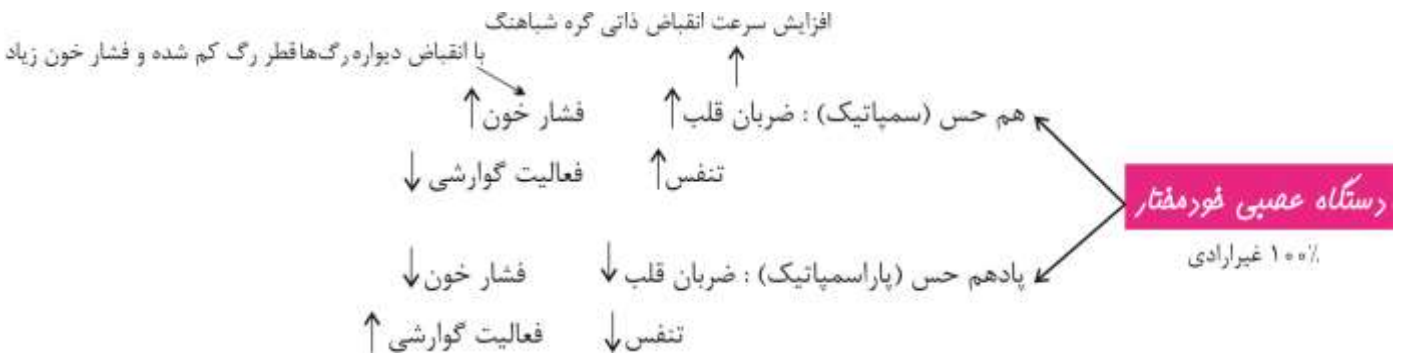 افزایش سرعت انقباض ذاتی گره شباهنگ
با انقباض دیواره رگ‌ها قطر رگ کم شده و فشار خون زیاد
هم حس (سمپاتیک) : ضربان قلب ↑ فشار خون ↑
تنفس ↑ فعالیت گوارشی ↓
دستگاه عصبی خودمختار
۱۰۰٪ غیرارادی
پادهم حس (پاراسمپاتیک) : ضربان قلب ↓ فشار خون ↓
تنفس ↓ فعالیت گوارشی ↑